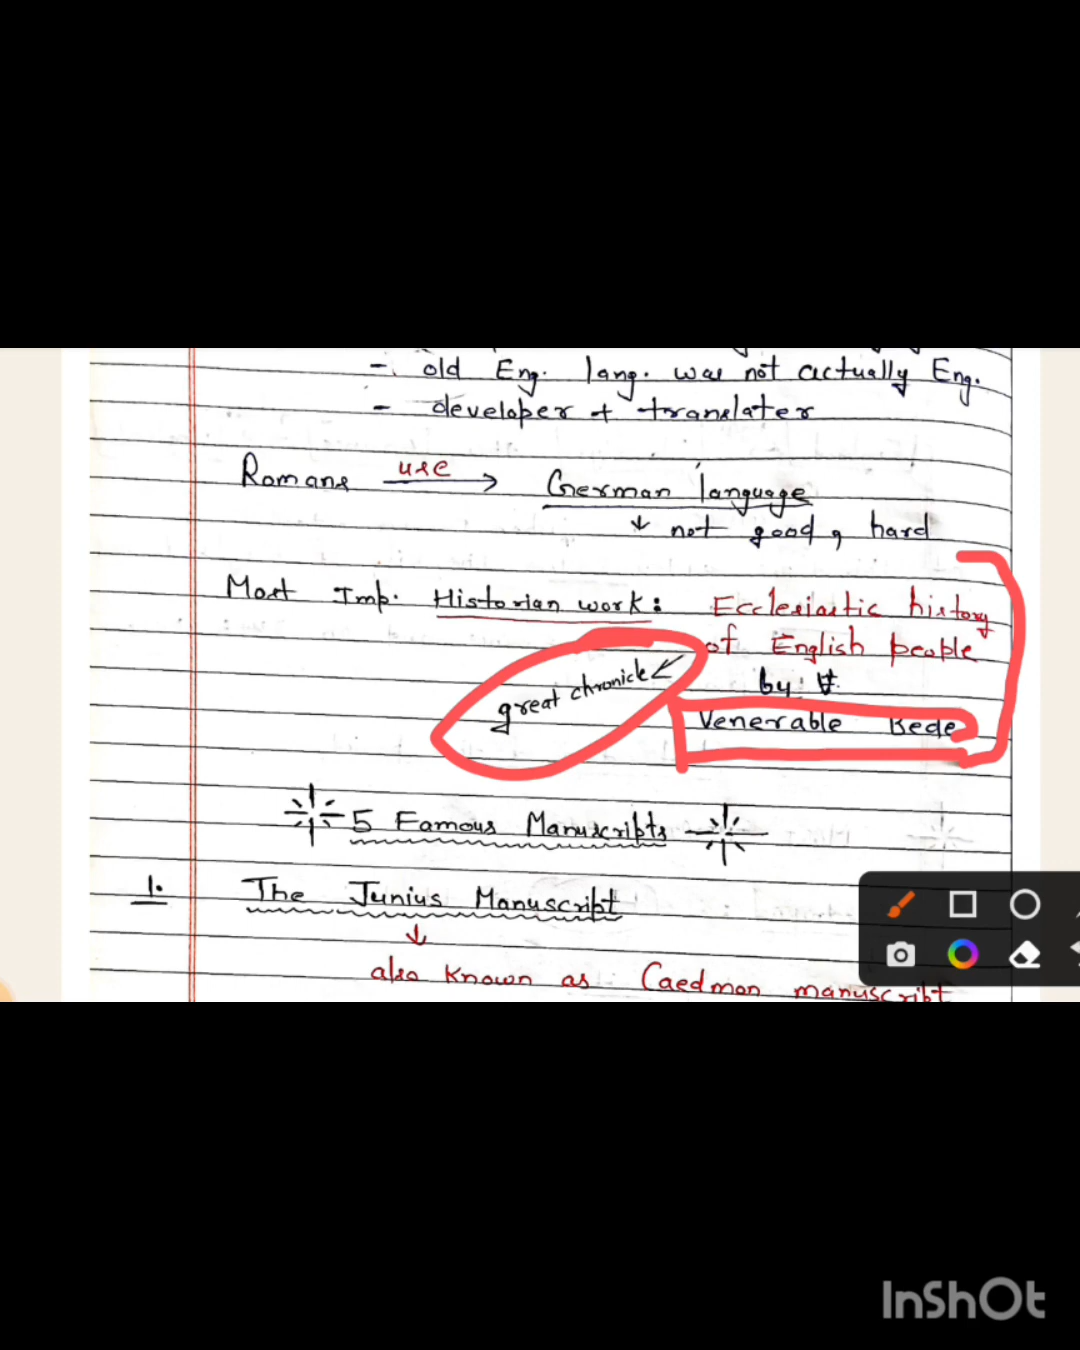 - old Eng. lang. was not actually Eng.
- developer + translater
Romans use → German language
↓ not good, hard
Most Imp. Historian work: Ecclesiastic history
of English people
great chronicle
by
Venerable Bede
5 Famous Manuscripts
1. The Junius Manuscript
↓
also known as Caedmon manuscript
InShOt